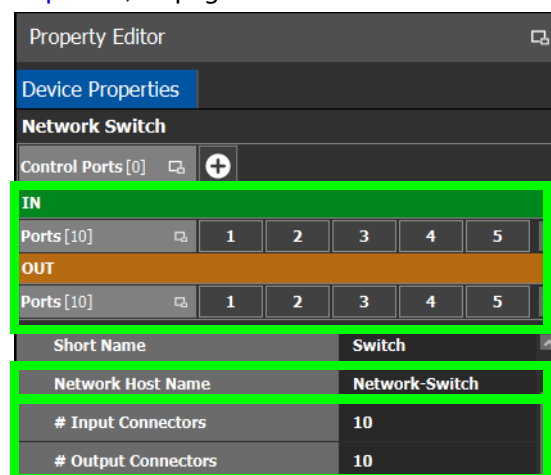 Property Editor
Device Properties
Network Switch
Control Ports [0]
IN
Ports [10] 1 2 3 4 5
OUT
Ports [10] 1 2 3 4 5
Short Name Switch
Network Host Name Network-Switch
# Input Connectors 10
# Output Connectors 10